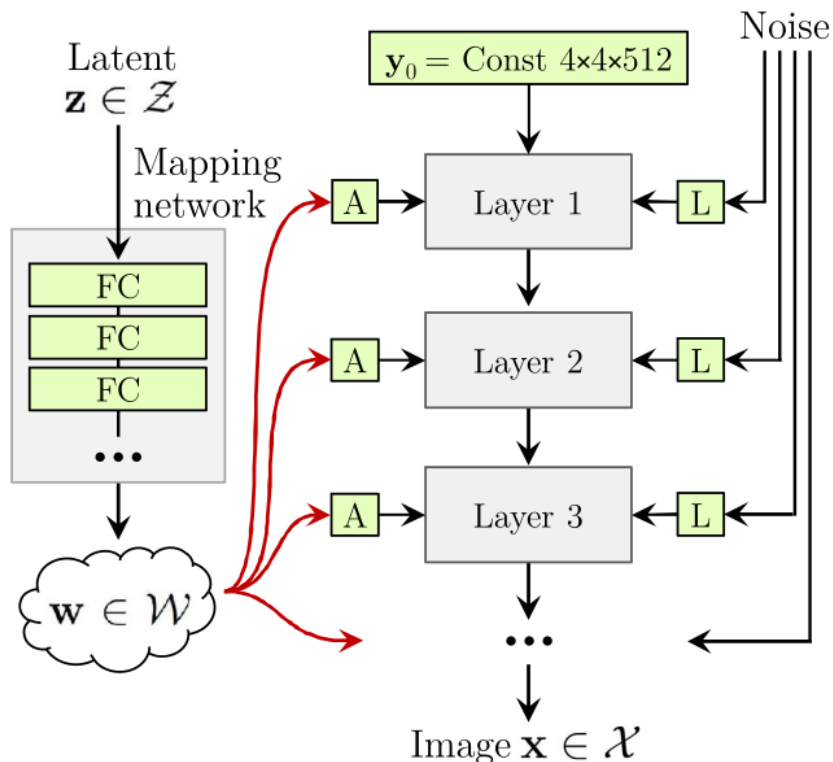 Latent
𝐳 ∈ 𝒵
Mapping
network
FC
FC
FC
•••
𝐰 ∈ 𝒲
𝐲₀ = Const 4×4×512
Noise
A
Layer 1
L
A
Layer 2
L
A
Layer 3
L
•••
Image 𝐱 ∈ 𝒳